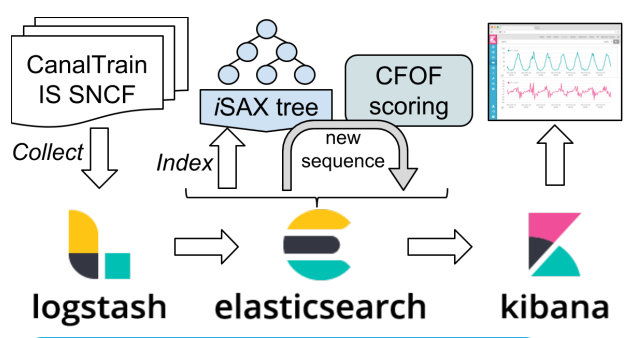 CanalTrain
IS SNCF
iSAX tree
CFOF
scoring
Collect
Index
new
sequence
logstash
elasticsearch
kibana